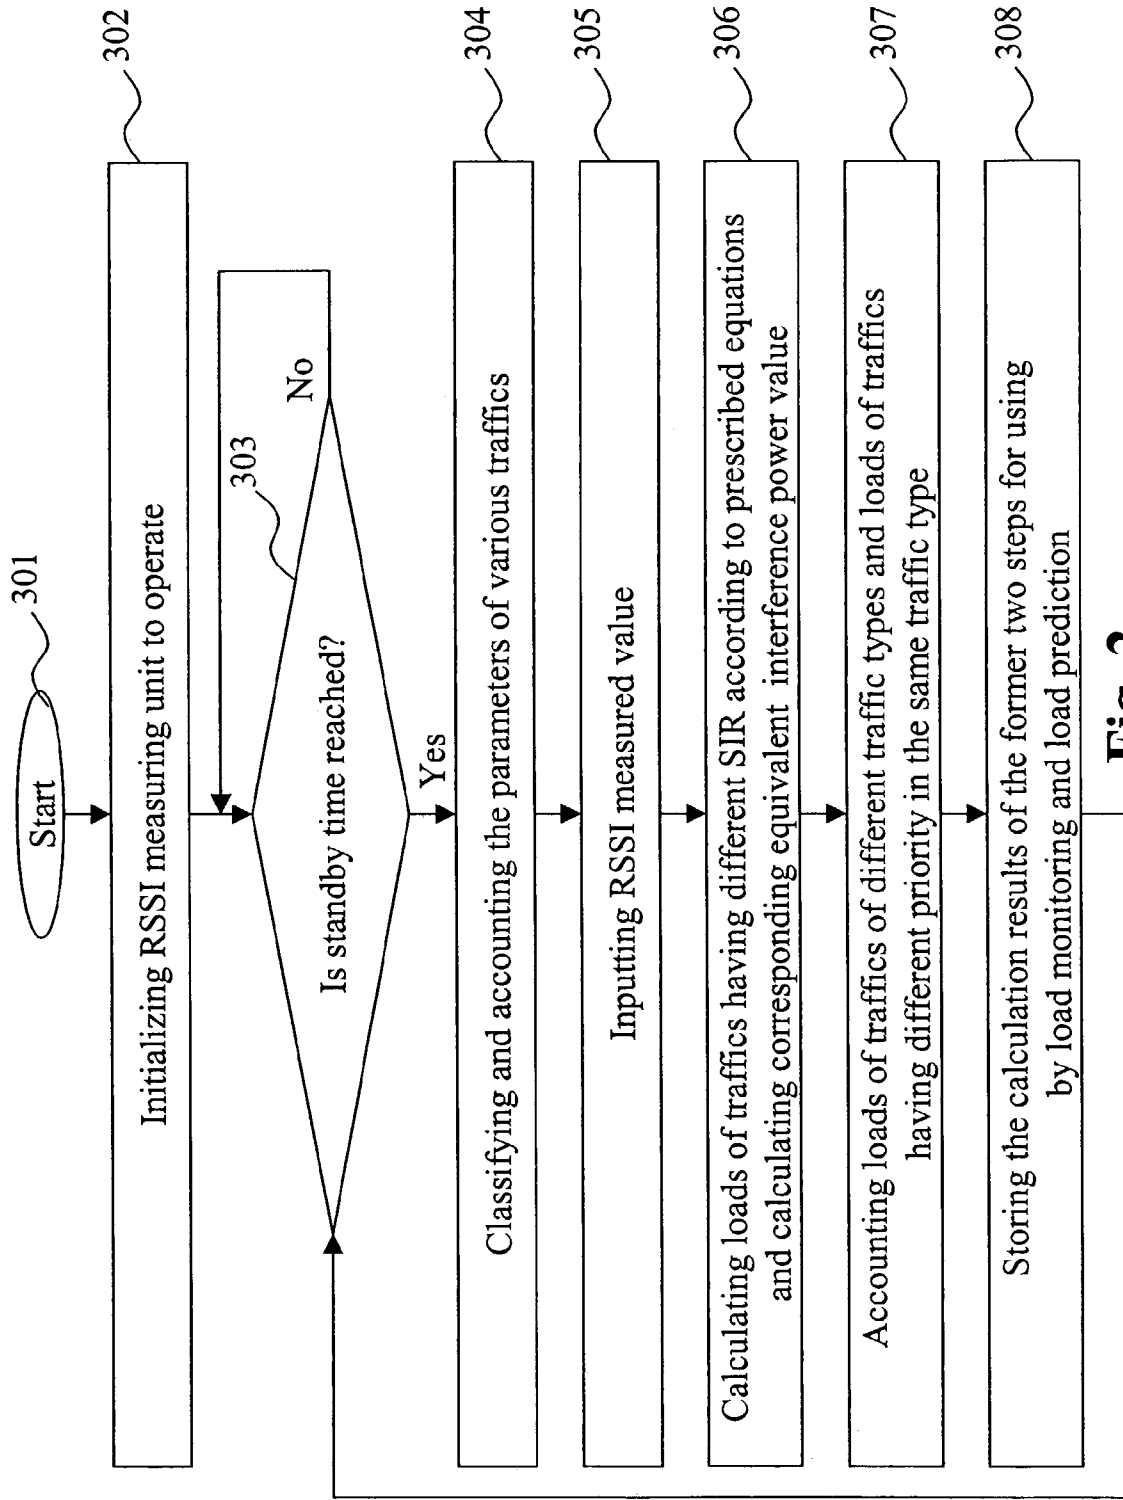 Start
301
Initializing RSSI measuring unit to operate
302
Is standby time reached?
303
No
Yes
Classifying and accounting the parameters of various traffics
304
Inputting RSSI measured value
305
Calculating loads of traffics having different SIR according to prescribed equations
and calculating corresponding equivalent interference power value
306
Accounting loads of traffics of different traffic types and loads of traffics
having different priority in the same traffic type
307
Storing the calculation results of the former two steps for using
by load monitoring and load prediction
308